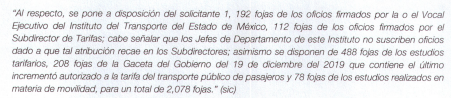 "Al respecto, se pone a disposición del solicitante 1, 192 fojas de los oficios firmados por la o el Vocal
Ejecutivo del Instituto del Transporte del Estado de México, 112 fojas de los oficios firmados por el
Subdirector de Tarifas; cabe señalar que los Jefes de Departamento de este Instituto no suscriben oficios
dado a que tal atribución recae en los Subdirectores; asimismo se disponen de 488 fojas de los estudios
tarifarios, 208 fojas de la Gaceta del Gobierno del 19 de diciembre del 2019 que contiene el último
incrementó autorizado a la tarifa del transporte público de pasajeros y 78 fojas de los estudios realizados en
materia de movilidad, para un total de 2,078 fojas." (sic)